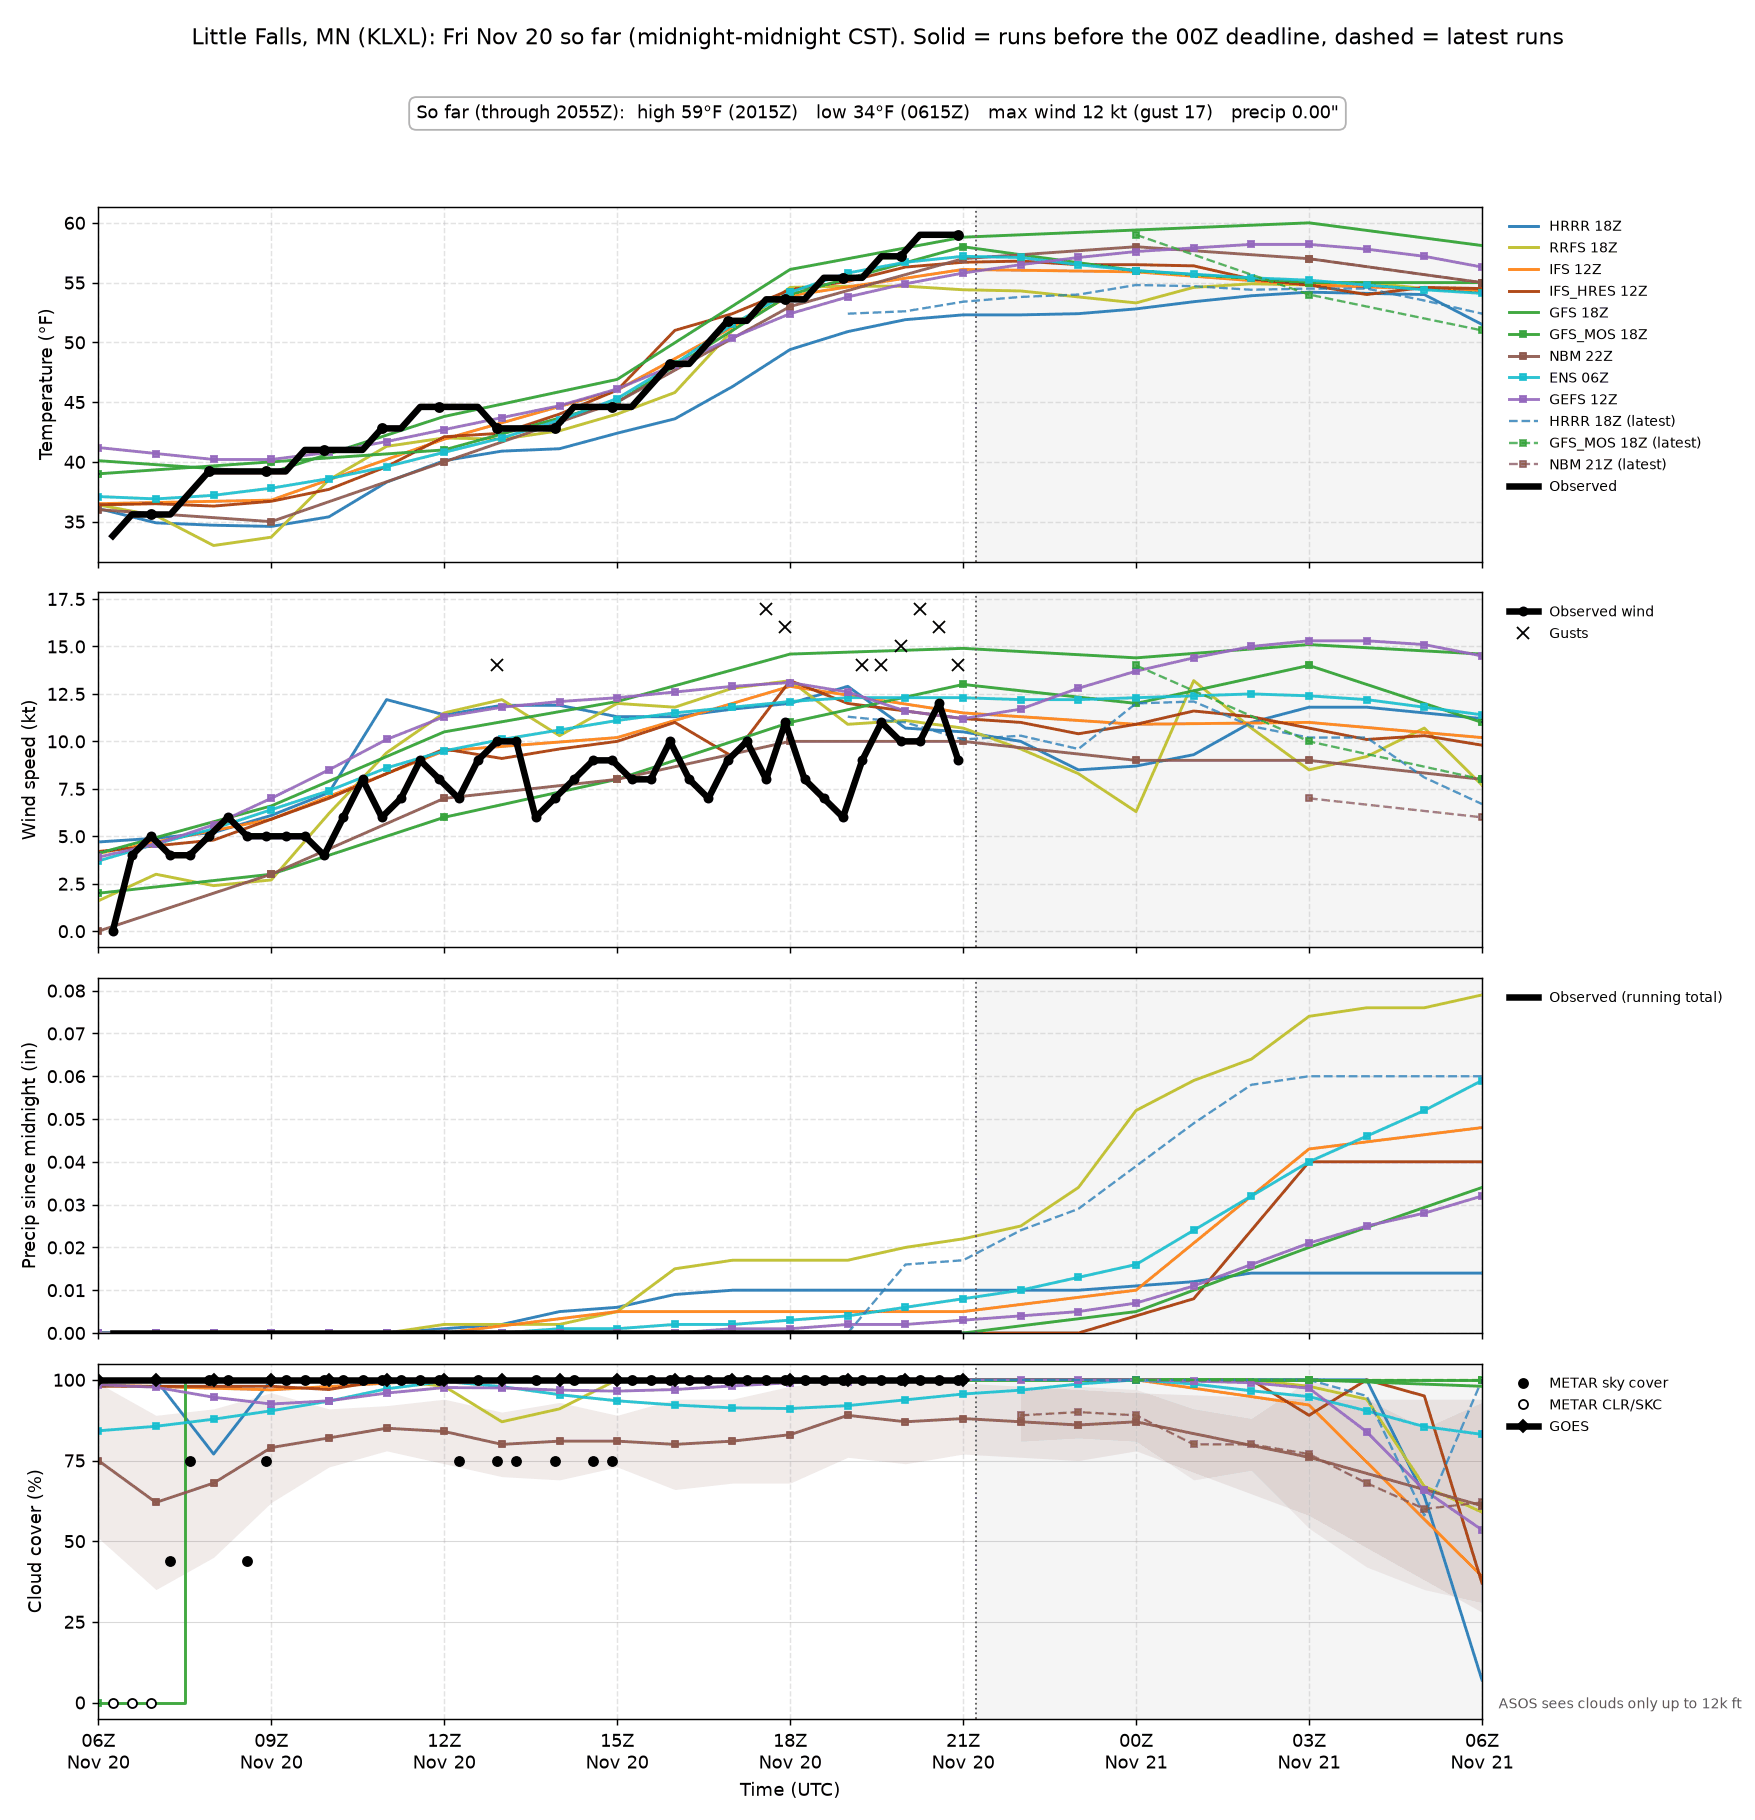 Little Falls, MN (KLXL): Fri Nov 20 so far (midnight-midnight CST). Solid = runs before the 00Z deadline, dashed = latest runs
So far (through 2055Z):  high 59°F (2015Z)   low 34°F (0615Z)   max wind 12 kt (gust 17)   precip 0.00"
Temperature (°F)
60
55
50
45
40
35
HRRR 18Z
RRFS 18Z
IFS 12Z
IFS_HRES 12Z
GFS 18Z
GFS_MOS 18Z
NBM 22Z
ENS 06Z
GEFS 12Z
HRRR 18Z (latest)
GFS_MOS 18Z (latest)
NBM 21Z (latest)
Observed
Wind speed (kt)
17.5
15.0
12.5
10.0
7.5
5.0
2.5
0.0
Observed wind
Gusts
Precip since midnight (in)
0.08
0.07
0.06
0.05
0.04
0.03
0.02
0.01
0.00
Observed (running total)
Cloud cover (%)
100
75
50
25
0
METAR sky cover
METAR CLR/SKC
GOES
ASOS sees clouds only up to 12k ft
06Z
Nov 20
09Z
Nov 20
12Z
Nov 20
15Z
Nov 20
18Z
Nov 20
21Z
Nov 20
00Z
Nov 21
03Z
Nov 21
06Z
Nov 21
Time (UTC)